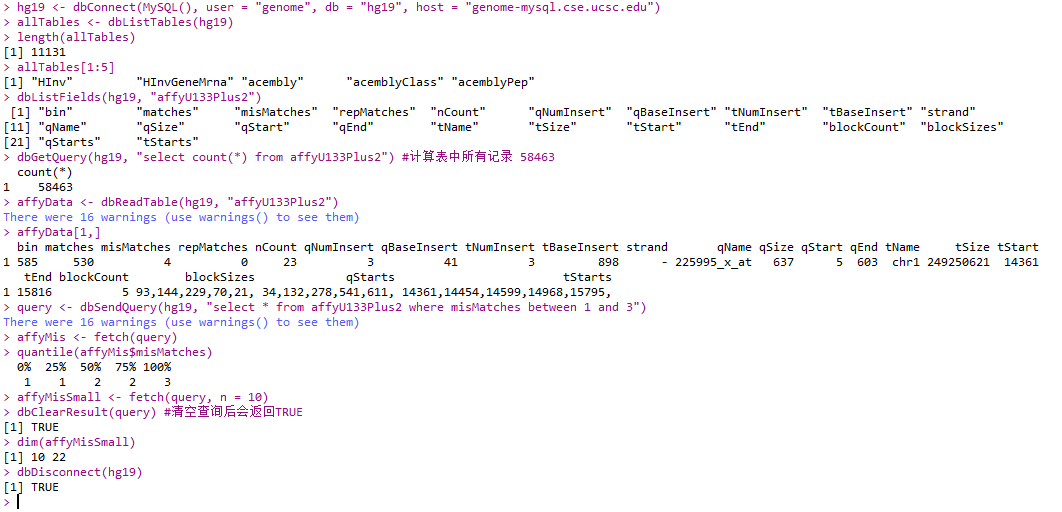 > hg19 <- dbConnect(MySQL(), user = "genome", db = "hg19", host = "genome-mysql.cse.ucsc.edu")
> allTables <- dbListTables(hg19)
> length(allTables)
[1] 11131
> allTables[1:5]
[1] "HInv"         "HInvGeneMrna" "acembly"      "acemblyClass" "acemblyPep"
> dbListFields(hg19, "affyU133Plus2")
 [1] "bin"         "matches"     "misMatches"  "repMatches"  "nCount"      "qNumInsert"  "qBaseInsert" "tNumInsert"  "tBaseInsert" "strand"
[11] "qName"       "qSize"       "qStart"      "qEnd"        "tName"       "tSize"       "tStart"      "tEnd"        "blockCount"  "blockSizes"
[21] "qStarts"     "tStarts"
> dbGetQuery(hg19, "select count(*) from affyU133Plus2") #计算表中所有记录 58463
  count(*)
1    58463
> affyData <- dbReadTable(hg19, "affyU133Plus2")
There were 16 warnings (use warnings() to see them)
> affyData[1,]
  bin matches misMatches repMatches nCount qNumInsert qBaseInsert tNumInsert tBaseInsert strand       qName qSize qStart qEnd tName     tSize tStart
1 585     530          4          0     23          3          41          3         898      - 225995_x_at   637      5  603  chr1 249250621  14361
   tEnd blockCount          blockSizes               qStarts                        tStarts
1 15816          5 93,144,229,70,21, 34,132,278,541,611, 14361,14454,14599,14968,15795,
> query <- dbSendQuery(hg19, "select * from affyU133Plus2 where misMatches between 1 and 3")
There were 16 warnings (use warnings() to see them)
> affyMis <- fetch(query)
> quantile(affyMis$misMatches)
  0%  25%  50%  75% 100%
   1    1    2    2    3
> affyMisSmall <- fetch(query, n = 10)
> dbClearResult(query) #清空查询后会返回TRUE
[1] TRUE
> dim(affyMisSmall)
[1] 10 22
> dbDisconnect(hg19)
[1] TRUE
>